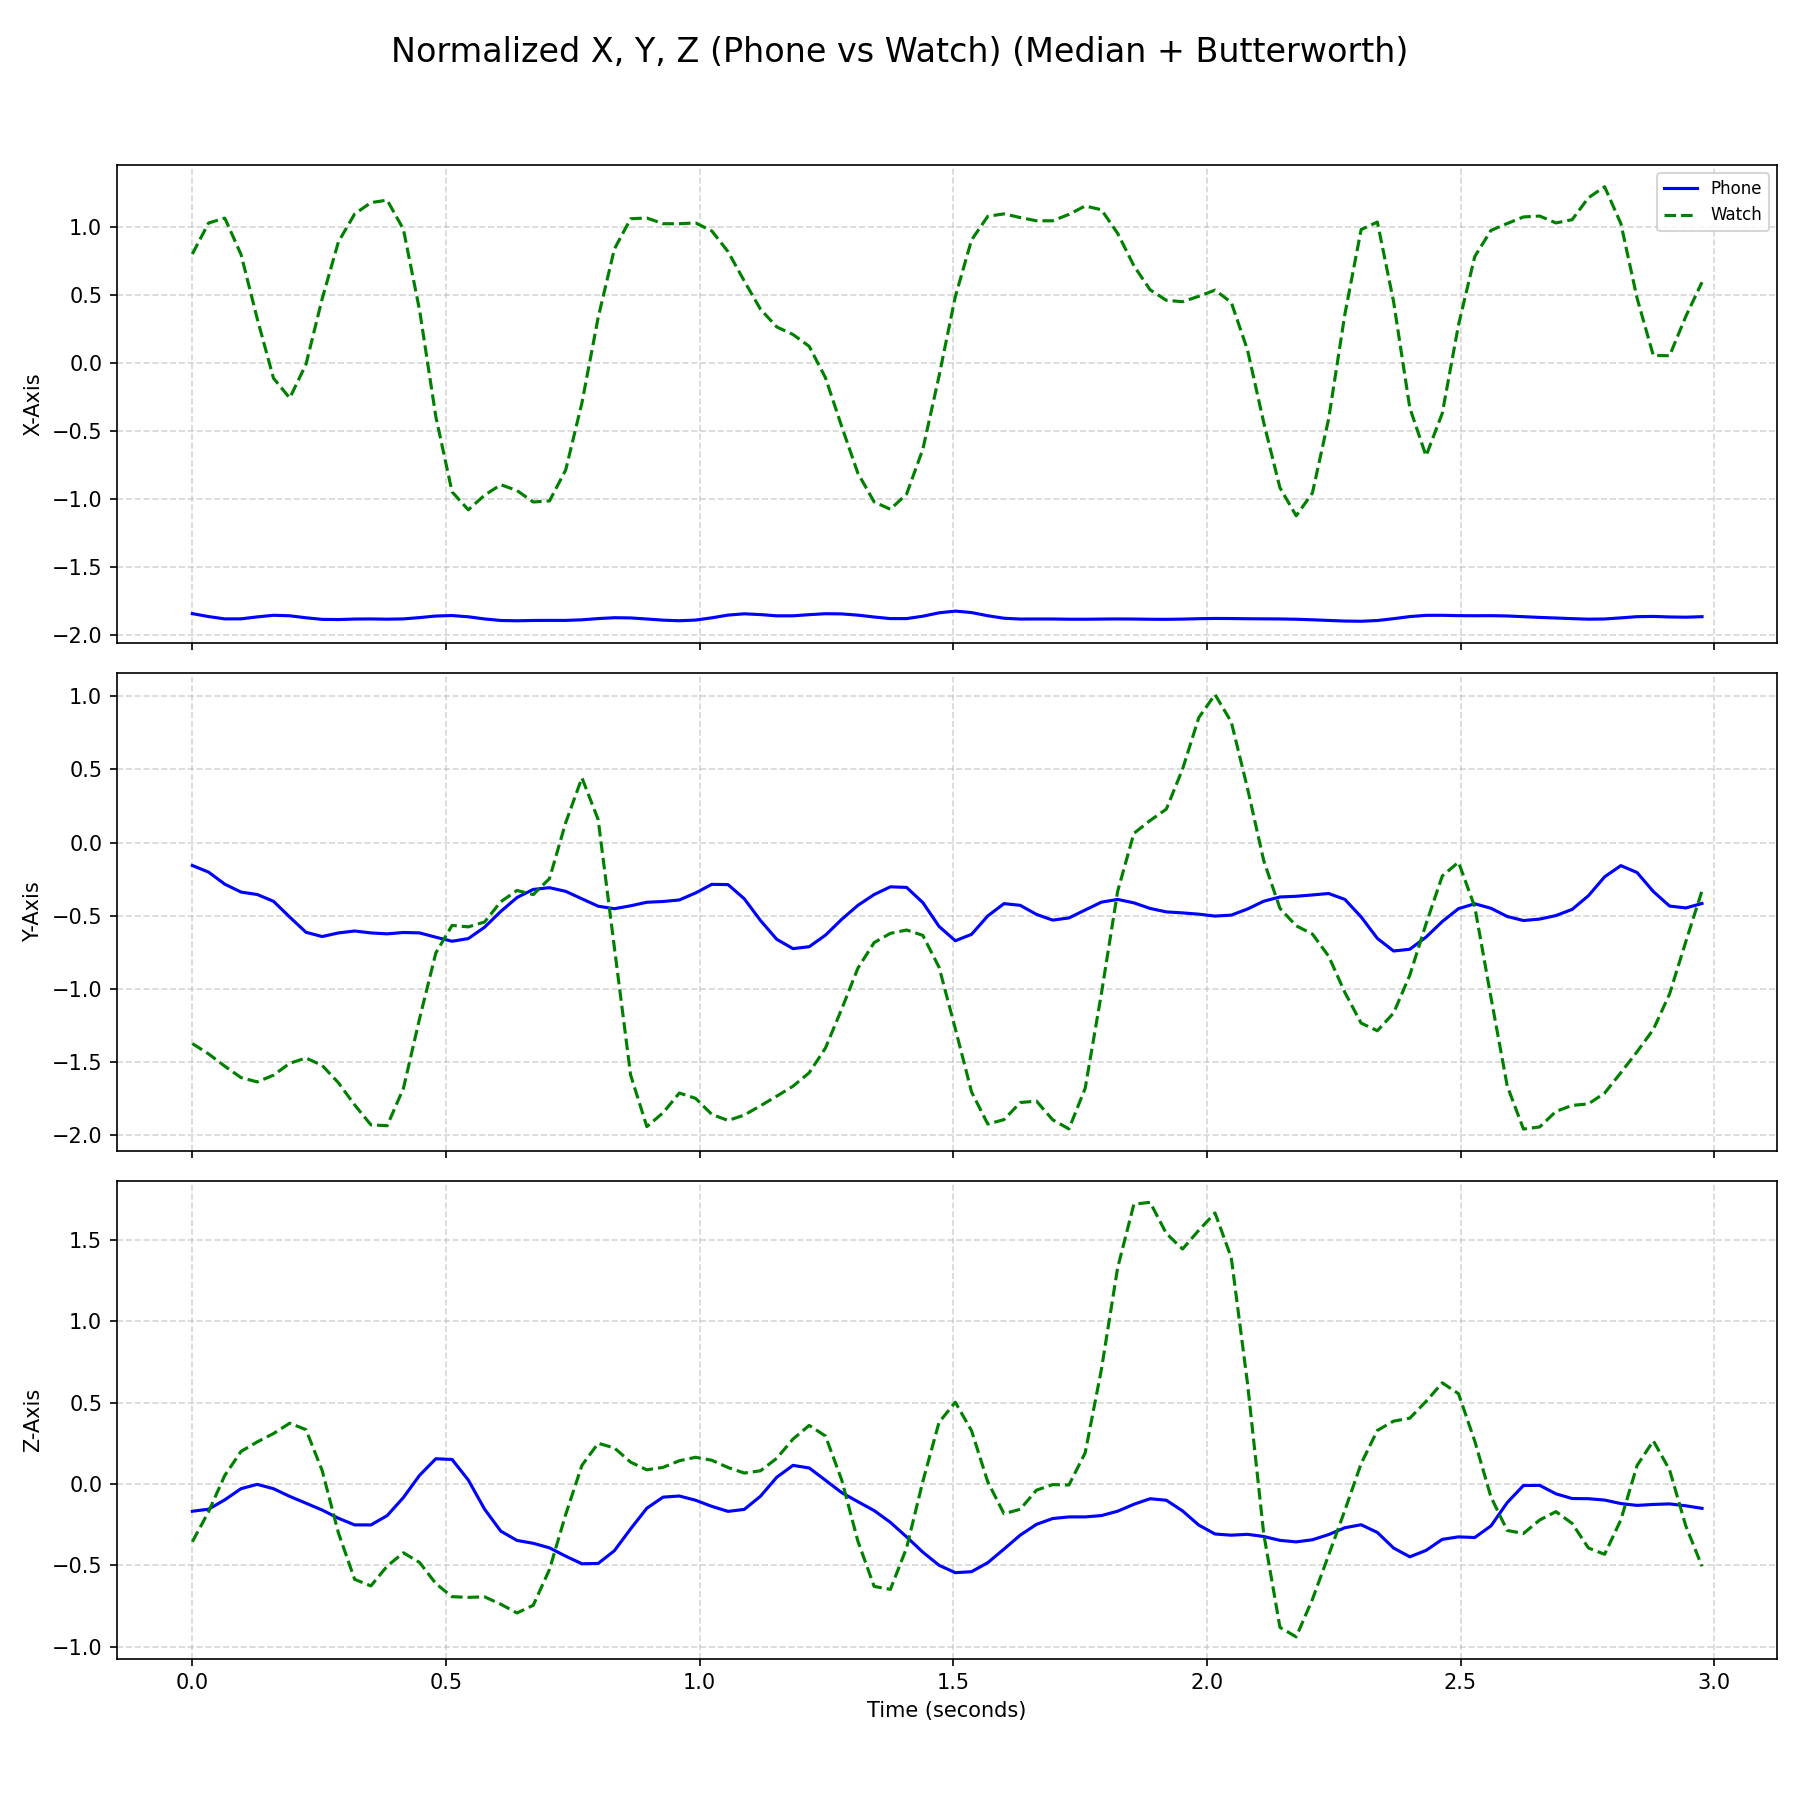 Normalized X, Y, Z (Phone vs Watch) (Median + Butterworth)
Phone
Watch
X-Axis
1.0
0.5
0.0
−0.5
−1.0
−1.5
−2.0
Y-Axis
1.0
0.5
0.0
−0.5
−1.0
−1.5
−2.0
Z-Axis
1.5
1.0
0.5
0.0
−0.5
−1.0
0.0 0.5 1.0 1.5 2.0 2.5 3.0
Time (seconds)